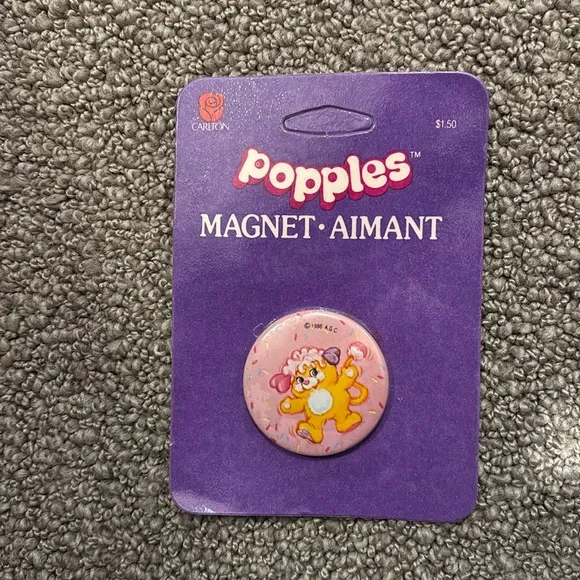 CARLTON
$1.50
popples™
MAGNET • AIMANT
© 1986 A.G.C.